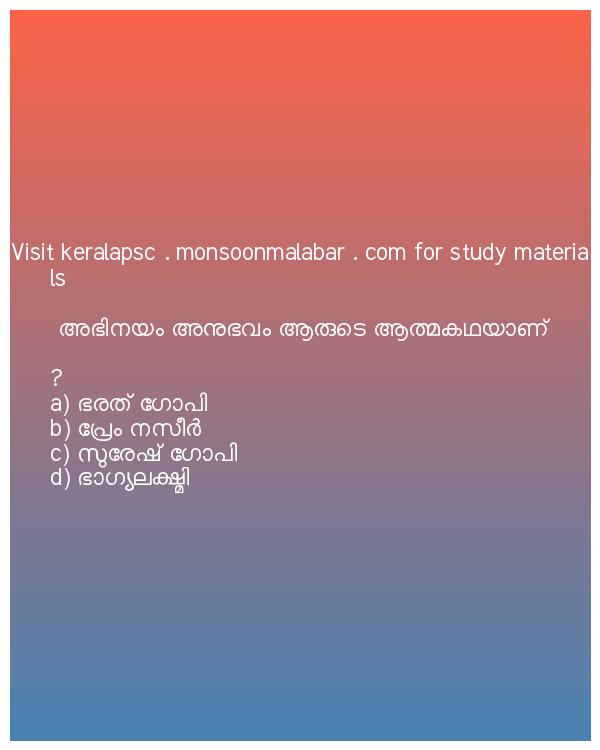 Visit keralapsc . monsoonmalabar . com for study materia
ls
അഭിനയം അനുഭവം ആരുടെ ആത്മകഥയാണ്
?
a) ഭരത് ഗോപി
b) പ്രേം നസീർ
c) സുരേഷ് ഗോപി
d) ഭാഗ്യലക്ഷ്മി